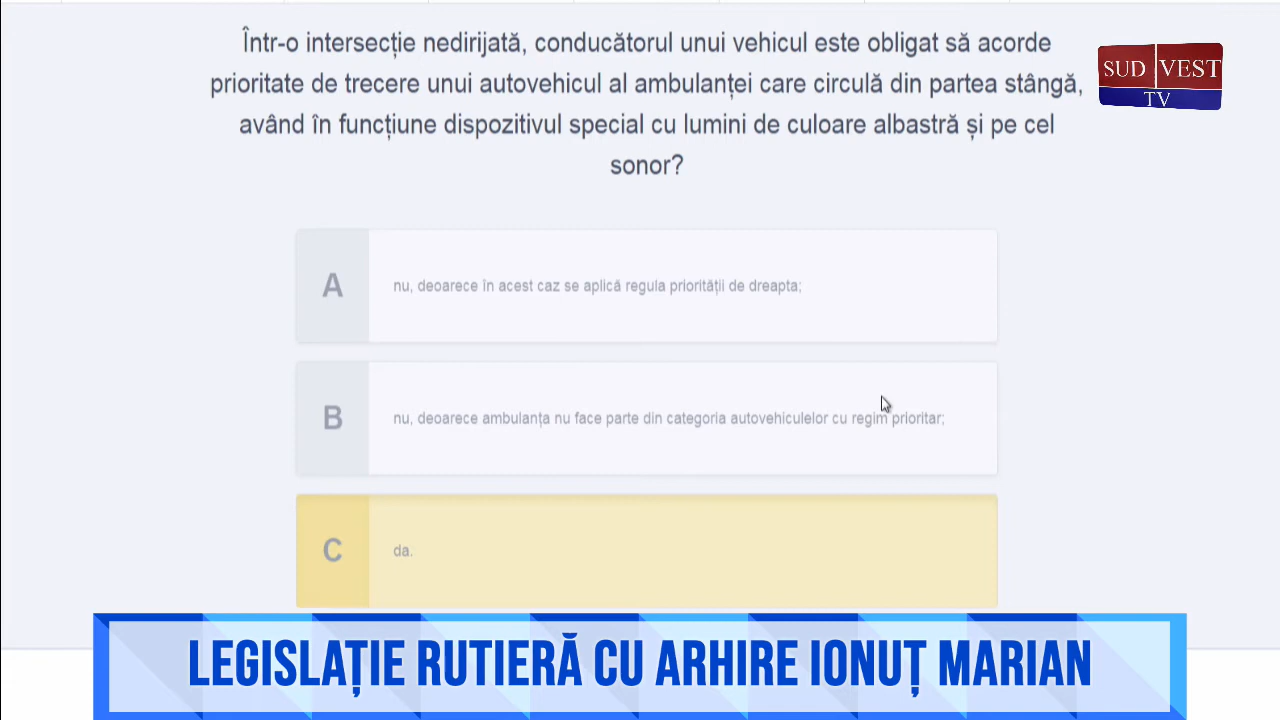 Într-o intersecție nedirijată, conducătorul unui vehicul este obligat să acorde
prioritate de trecere unui autovehicul al ambulanței care circulă din partea stângă,
având în funcțiune dispozitivul special cu lumini de culoare albastră și pe cel
sonor?
SUD VEST
TV
A
nu, deoarece în acest caz se aplică regula priorității de dreapta;
B
nu, deoarece ambulanța nu face parte din categoria autovehiculelor cu regim prioritar;
C
da.
LEGISLAȚIE RUTIERĂ CU ARHIRE IONUȚ MARIAN